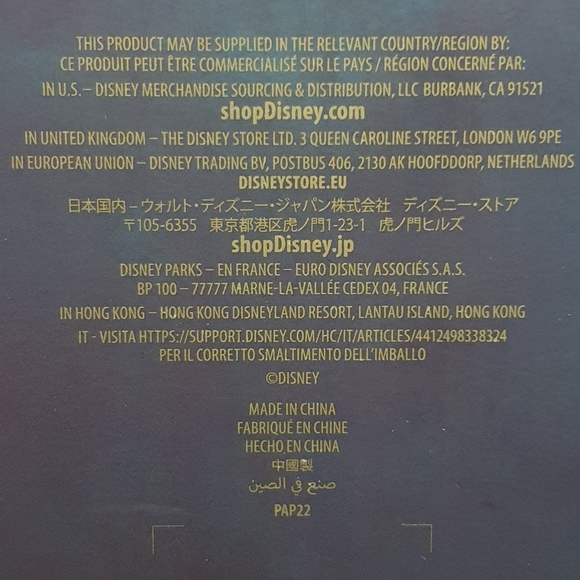 THIS PRODUCT MAY BE SUPPLIED IN THE RELEVANT COUNTRY/REGION BY:
CE PRODUIT PEUT ÊTRE COMMERCIALISÉ SUR LE PAYS / RÉGION CONCERNÉ PAR:
IN U.S. – DISNEY MERCHANDISE SOURCING & DISTRIBUTION, LLC BURBANK, CA 91521
shopDisney.com
IN UNITED KINGDOM – THE DISNEY STORE LTD. 3 QUEEN CAROLINE STREET, LONDON W6 9PE
IN EUROPEAN UNION – DISNEY TRADING BV, POSTBUS 406, 2130 AK HOOFDDORP, NETHERLANDS
DISNEYSTORE.EU
日本国内 – ウォルト・ディズニー・ジャパン株式会社 ディズニー・ストア
〒105-6355 東京都港区虎ノ門1-23-1 虎ノ門ヒルズ
shopDisney.jp
DISNEY PARKS – EN FRANCE – EURO DISNEY ASSOCIÉS S.A.S.
BP 100 – 77777 MARNE-LA-VALLÉE CEDEX 04, FRANCE
IN HONG KONG – HONG KONG DISNEYLAND RESORT, LANTAU ISLAND, HONG KONG
IT - VISITA HTTPS://SUPPORT.DISNEY.COM/HC/IT/ARTICLES/4412498338324
PER IL CORRETTO SMALTIMENTO DELL'IMBALLO
©DISNEY
MADE IN CHINA
FABRIQUÉ EN CHINE
HECHO EN CHINA
中國製
صنع في الصين
PAP22